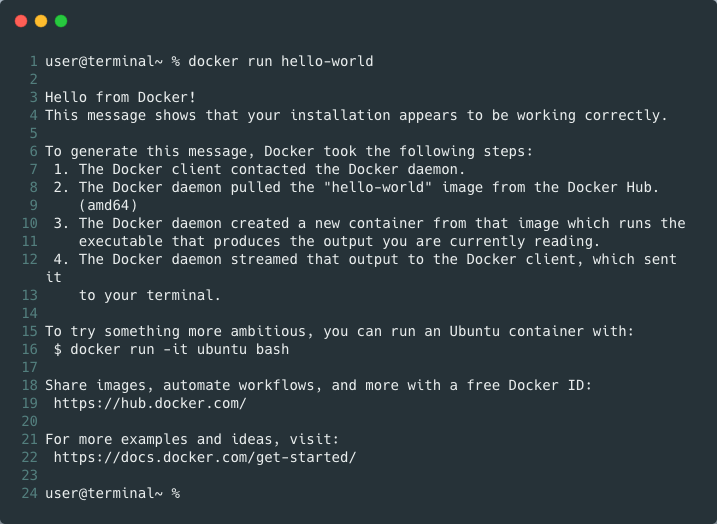 1 user@terminal~ % docker run hello-world
2
3 Hello from Docker!
4 This message shows that your installation appears to be working correctly.
5
6 To generate this message, Docker took the following steps:
7  1. The Docker client contacted the Docker daemon.
8  2. The Docker daemon pulled the "hello-world" image from the Docker Hub.
9     (amd64)
10  3. The Docker daemon created a new container from that image which runs the
11     executable that produces the output you are currently reading.
12  4. The Docker daemon streamed that output to the Docker client, which sent
it
13     to your terminal.
14
15 To try something more ambitious, you can run an Ubuntu container with:
16  $ docker run -it ubuntu bash
17
18 Share images, automate workflows, and more with a free Docker ID:
19  https://hub.docker.com/
20
21 For more examples and ideas, visit:
22  https://docs.docker.com/get-started/
23
24 user@terminal~ %